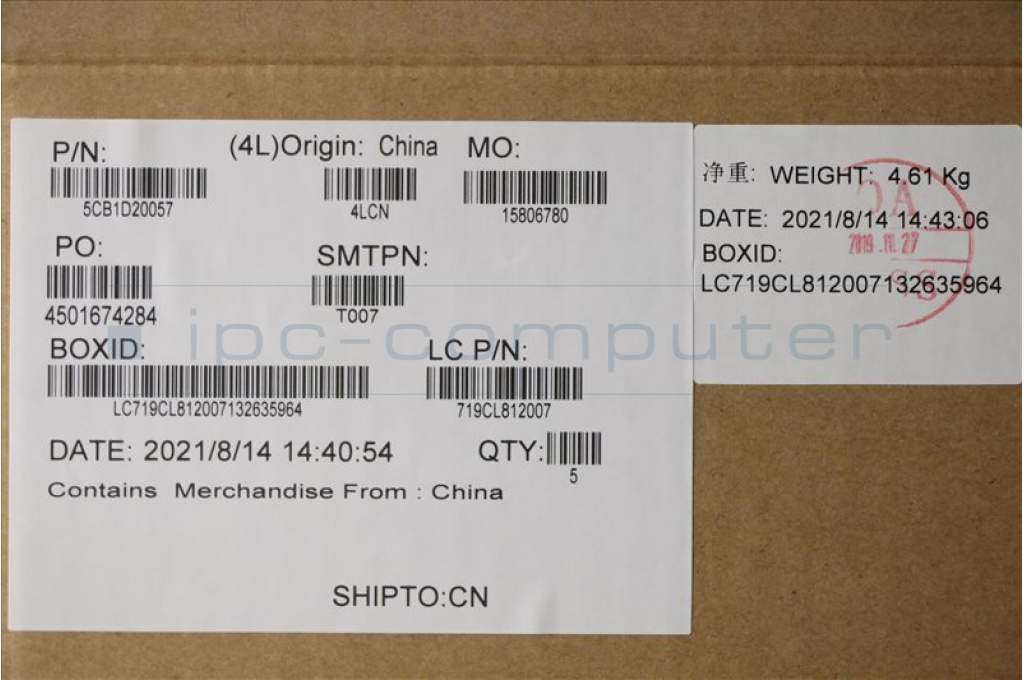 P/N: (4L)Origin: China MO:
5CB1D20057 4LCN 15806780
PO: SMTPN:
4501674284 T007
BOXID: LC P/N:
LC719CL812007132635964 719CL812007
DATE: 2021/8/14 14:40:54 QTY:
5
Contains Merchandise From : China
SHIPTO:CN
净重: WEIGHT: 4.61 Kg
DATE: 2021/8/14 14:43:06
BOXID:
LC719CL812007132635964
ipc-computer